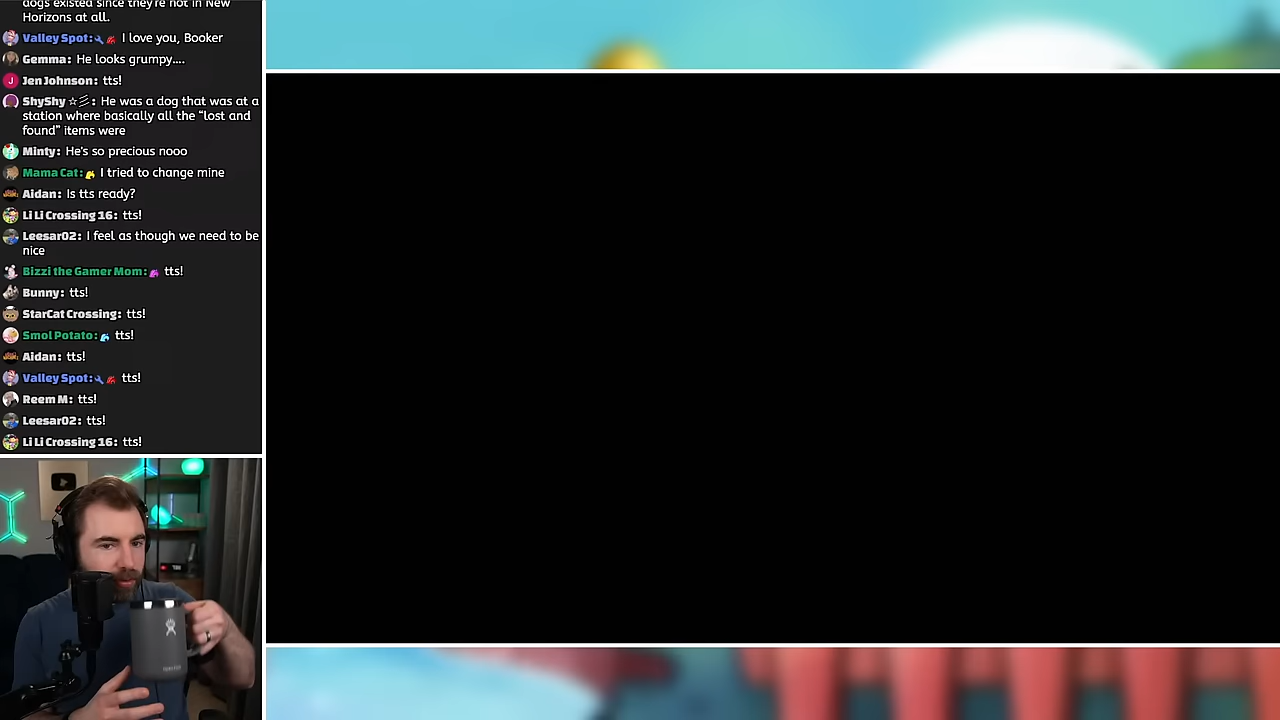 dogs existed since they're not in New
Horizons at all.
Valley Spot: I love you, Booker
Gemma: He looks grumpy....
J Jen Johnson: tts!
ShyShy ☆彡: He was a dog that was at a
station where basically all the “lost and
found” items were
Minty: He's so precious nooo
Mama Cat: I tried to change mine
Aidan: Is tts ready?
Li Li Crossing 16: tts!
Leesar02: I feel as though we need to be
nice
Bizzi the Gamer Mom: tts!
Bunny: tts!
StarCat Crossing: tts!
Smol Potato: tts!
Aidan: tts!
Valley Spot: tts!
Reem M: tts!
Leesar02: tts!
Li Li Crossing 16: tts!